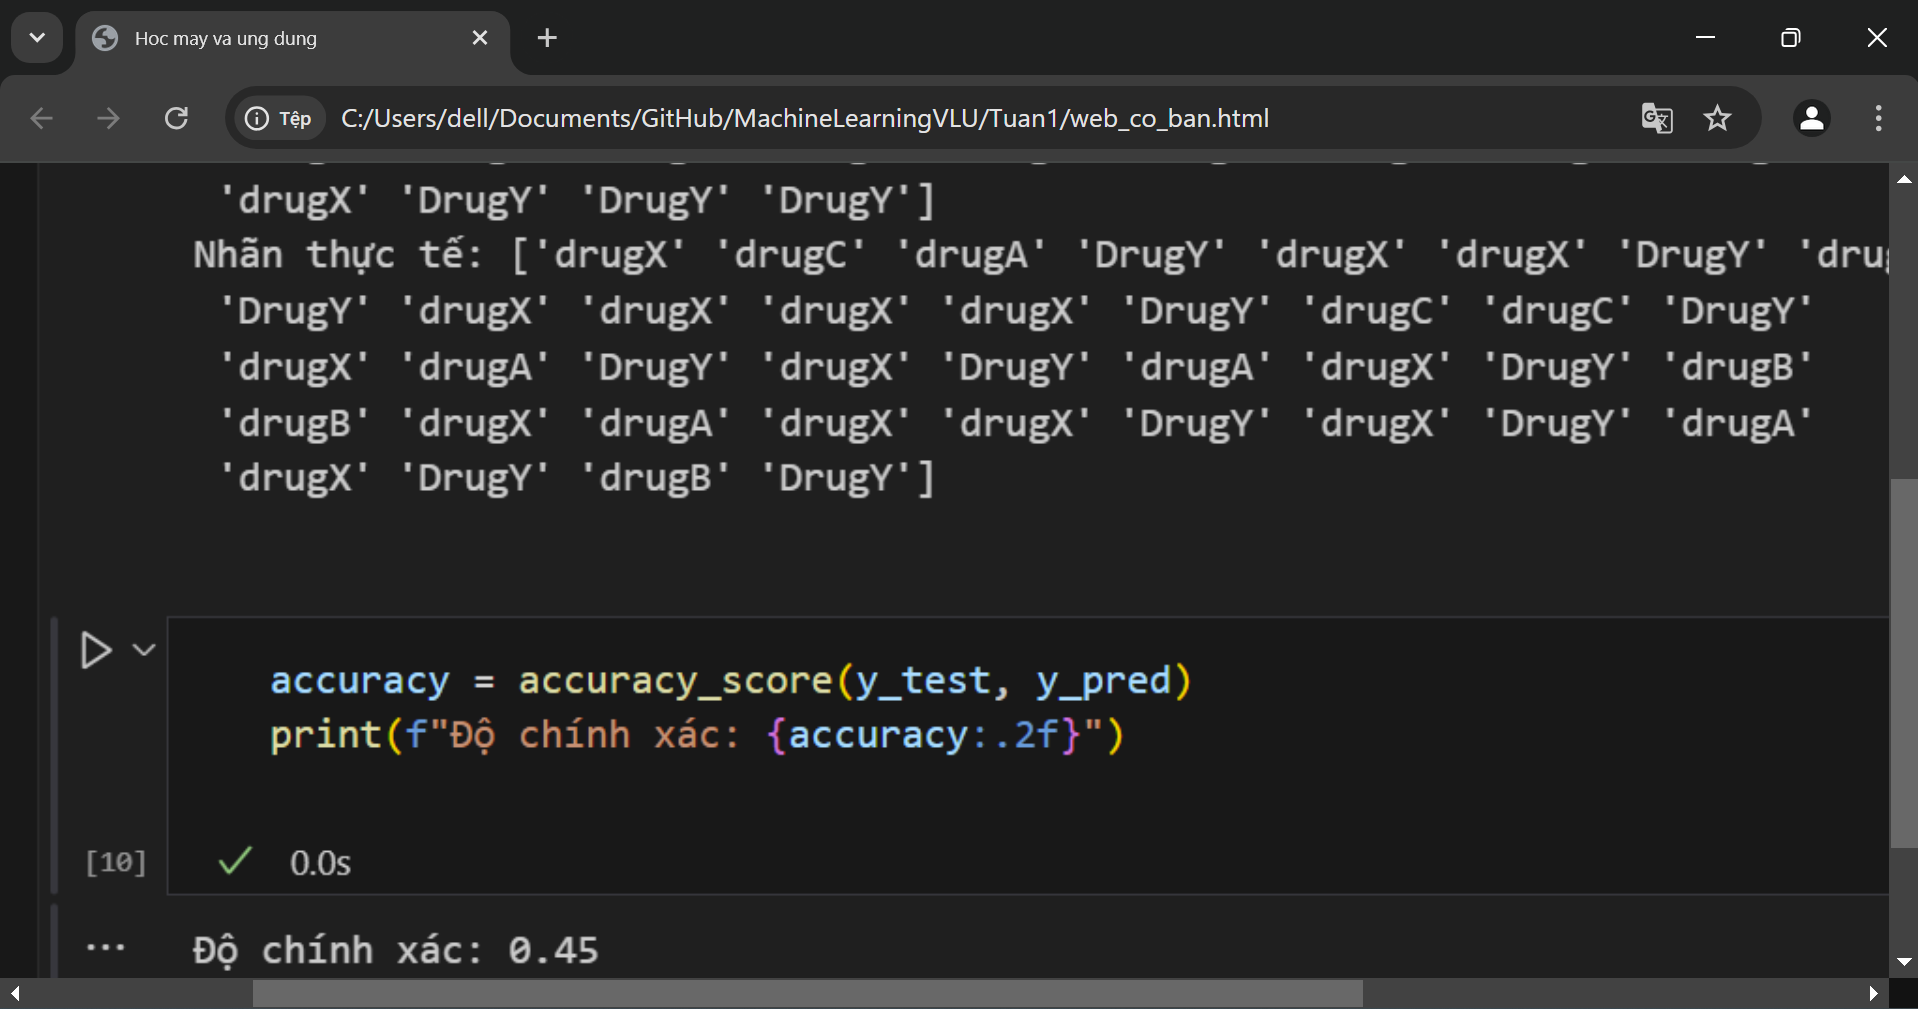 Hoc may va ung dung
Tệp C:/Users/dell/Documents/GitHub/MachineLearningVLU/Tuan1/web_co_ban.html
'drugX' 'DrugY' 'DrugY' 'DrugY']
Nhãn thực tế: ['drugX' 'drugC' 'drugA' 'DrugY' 'drugX' 'drugX' 'DrugY' 'drug
'DrugY' 'drugX' 'drugX' 'drugX' 'drugX' 'DrugY' 'drugC' 'drugC' 'DrugY'
'drugX' 'drugA' 'DrugY' 'drugX' 'DrugY' 'drugA' 'drugX' 'DrugY' 'drugB'
'drugB' 'drugX' 'drugA' 'drugX' 'drugX' 'DrugY' 'drugX' 'DrugY' 'drugA'
'drugX' 'DrugY' 'drugB' 'DrugY']
accuracy = accuracy_score(y_test, y_pred)
print(f"Độ chính xác: {accuracy:.2f}")
[10] 0.0s
... Độ chính xác: 0.45